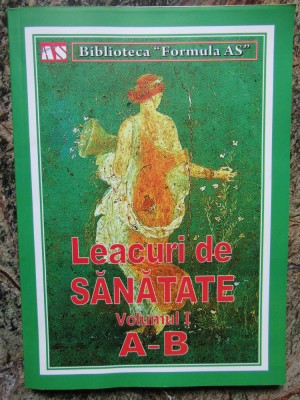 AS Biblioteca "Formula AS"
Leacuri de
SĂNĂTATE
Volumul I
A-B